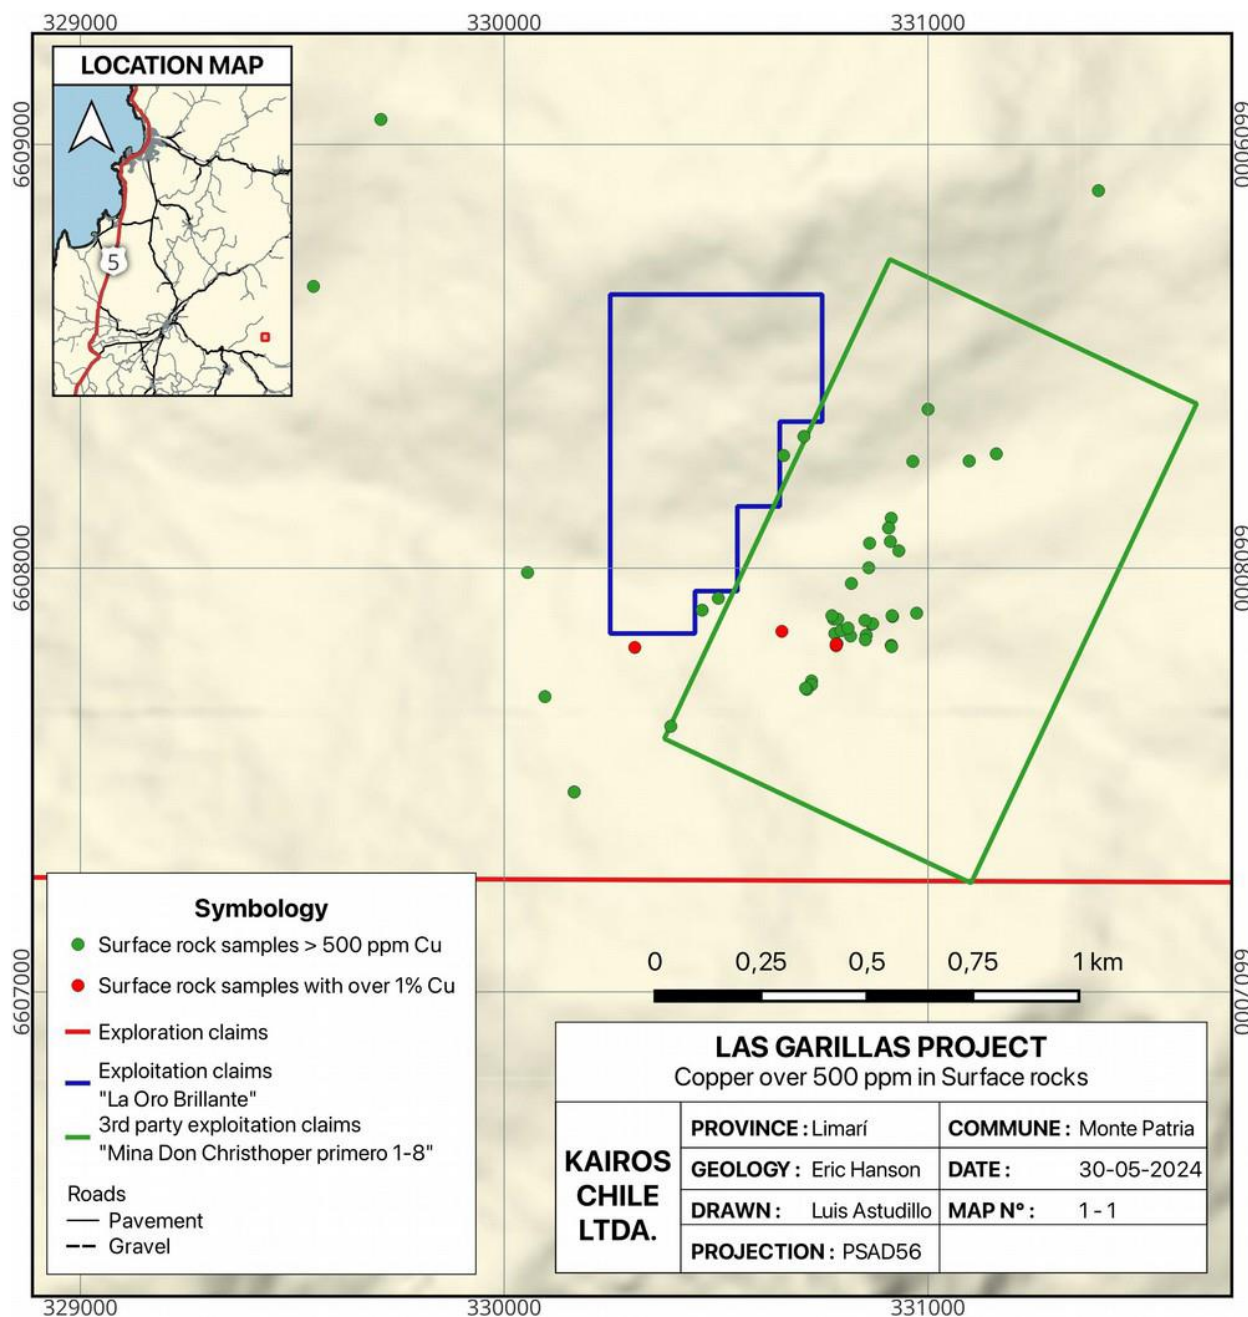 329000 330000 331000
LOCATION MAP
5
6609000 6609000
6608000 6608000
6607000 6607000
Symbology
Surface rock samples > 500 ppm Cu
Surface rock samples with over 1% Cu
Exploration claims
Exploitation claims
"La Oro Brillante"
3rd party exploitation claims
"Mina Don Christhoper primero 1-8"
Roads
Pavement
Gravel
0 0,25 0,5 0,75 1 km
LAS GARILLAS PROJECT
Copper over 500 ppm in Surface rocks
KAIROS
CHILE
LTDA.
PROVINCE : Limarí COMMUNE : Monte Patria
GEOLOGY : Eric Hanson DATE : 30-05-2024
DRAWN : Luis Astudillo MAP Nº : 1 - 1
PROJECTION : PSAD56
329000 330000 331000